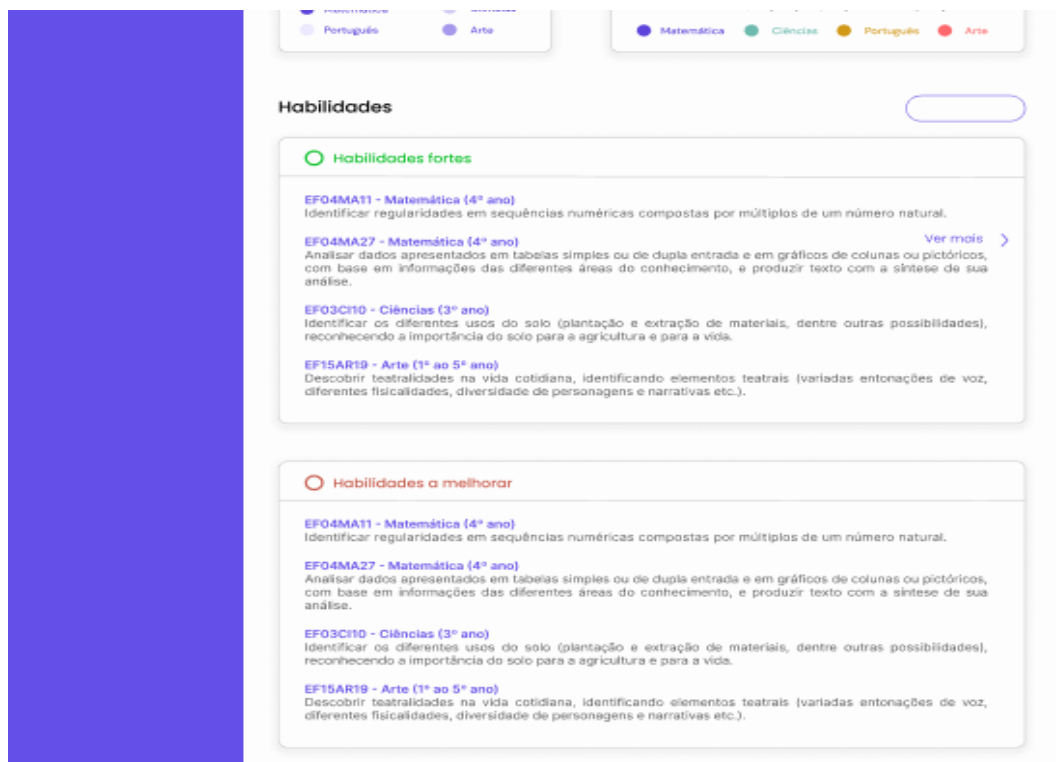 Português
Arte
Matemática
Ciências
Português
Arte
Habilidades
Habilidades fortes
EF04MA11 - Matemática (4º ano)
Identificar regularidades em sequências numéricas compostas por múltiplos de um número natural.
Ver mais
EF04MA27 - Matemática (4º ano)
Analisar dados apresentados em tabelas simples ou de dupla entrada e em gráficos de colunas ou pictóricos,
com base em informações das diferentes áreas do conhecimento, e produzir texto com a síntese de sua
análise.
EF03CI10 - Ciências (3º ano)
Identificar os diferentes usos do solo (plantação e extração de materiais, dentre outras possibilidades),
reconhecendo a importância do solo para a agricultura e para a vida.
EF15AR19 - Arte (1º ao 5º ano)
Descobrir teatralidades na vida cotidiana, identificando elementos teatrais (variadas entonações de voz,
diferentes fisicalidades, diversidade de personagens e narrativas etc.).
Habilidades a melhorar
EF04MA11 - Matemática (4º ano)
Identificar regularidades em sequências numéricas compostas por múltiplos de um número natural.
EF04MA27 - Matemática (4º ano)
Analisar dados apresentados em tabelas simples ou de dupla entrada e em gráficos de colunas ou pictóricos,
com base em informações das diferentes áreas do conhecimento, e produzir texto com a síntese de sua
análise.
EF03CI10 - Ciências (3º ano)
Identificar os diferentes usos do solo (plantação e extração de materiais, dentre outras possibilidades),
reconhecendo a importância do solo para a agricultura e para a vida.
EF15AR19 - Arte (1º ao 5º ano)
Descobrir teatralidades na vida cotidiana, identificando elementos teatrais (variadas entonações de voz,
diferentes fisicalidades, diversidade de personagens e narrativas etc.).